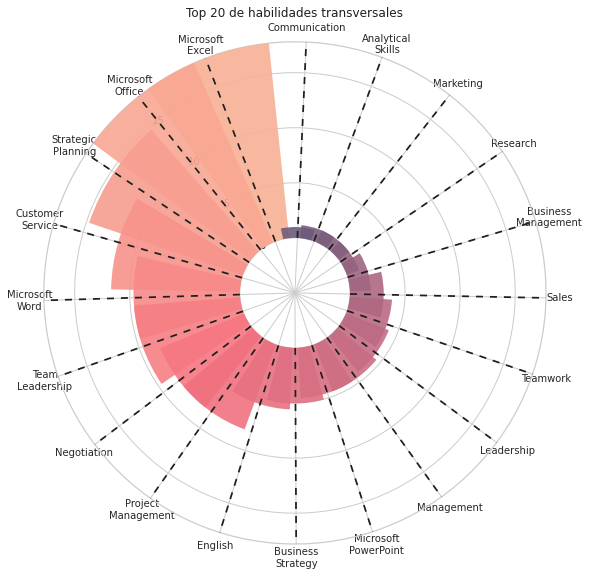 Top 20 de habilidades transversales
Communication
Analytical
Skills
Marketing
Research
Business
Management
Sales
Teamwork
Leadership
Management
Microsoft
PowerPoint
Business
Strategy
English
Project
Management
Negotiation
Team
Leadership
Microsoft
Word
Customer
Service
Strategic
Planning
Microsoft
Office
Microsoft
Excel